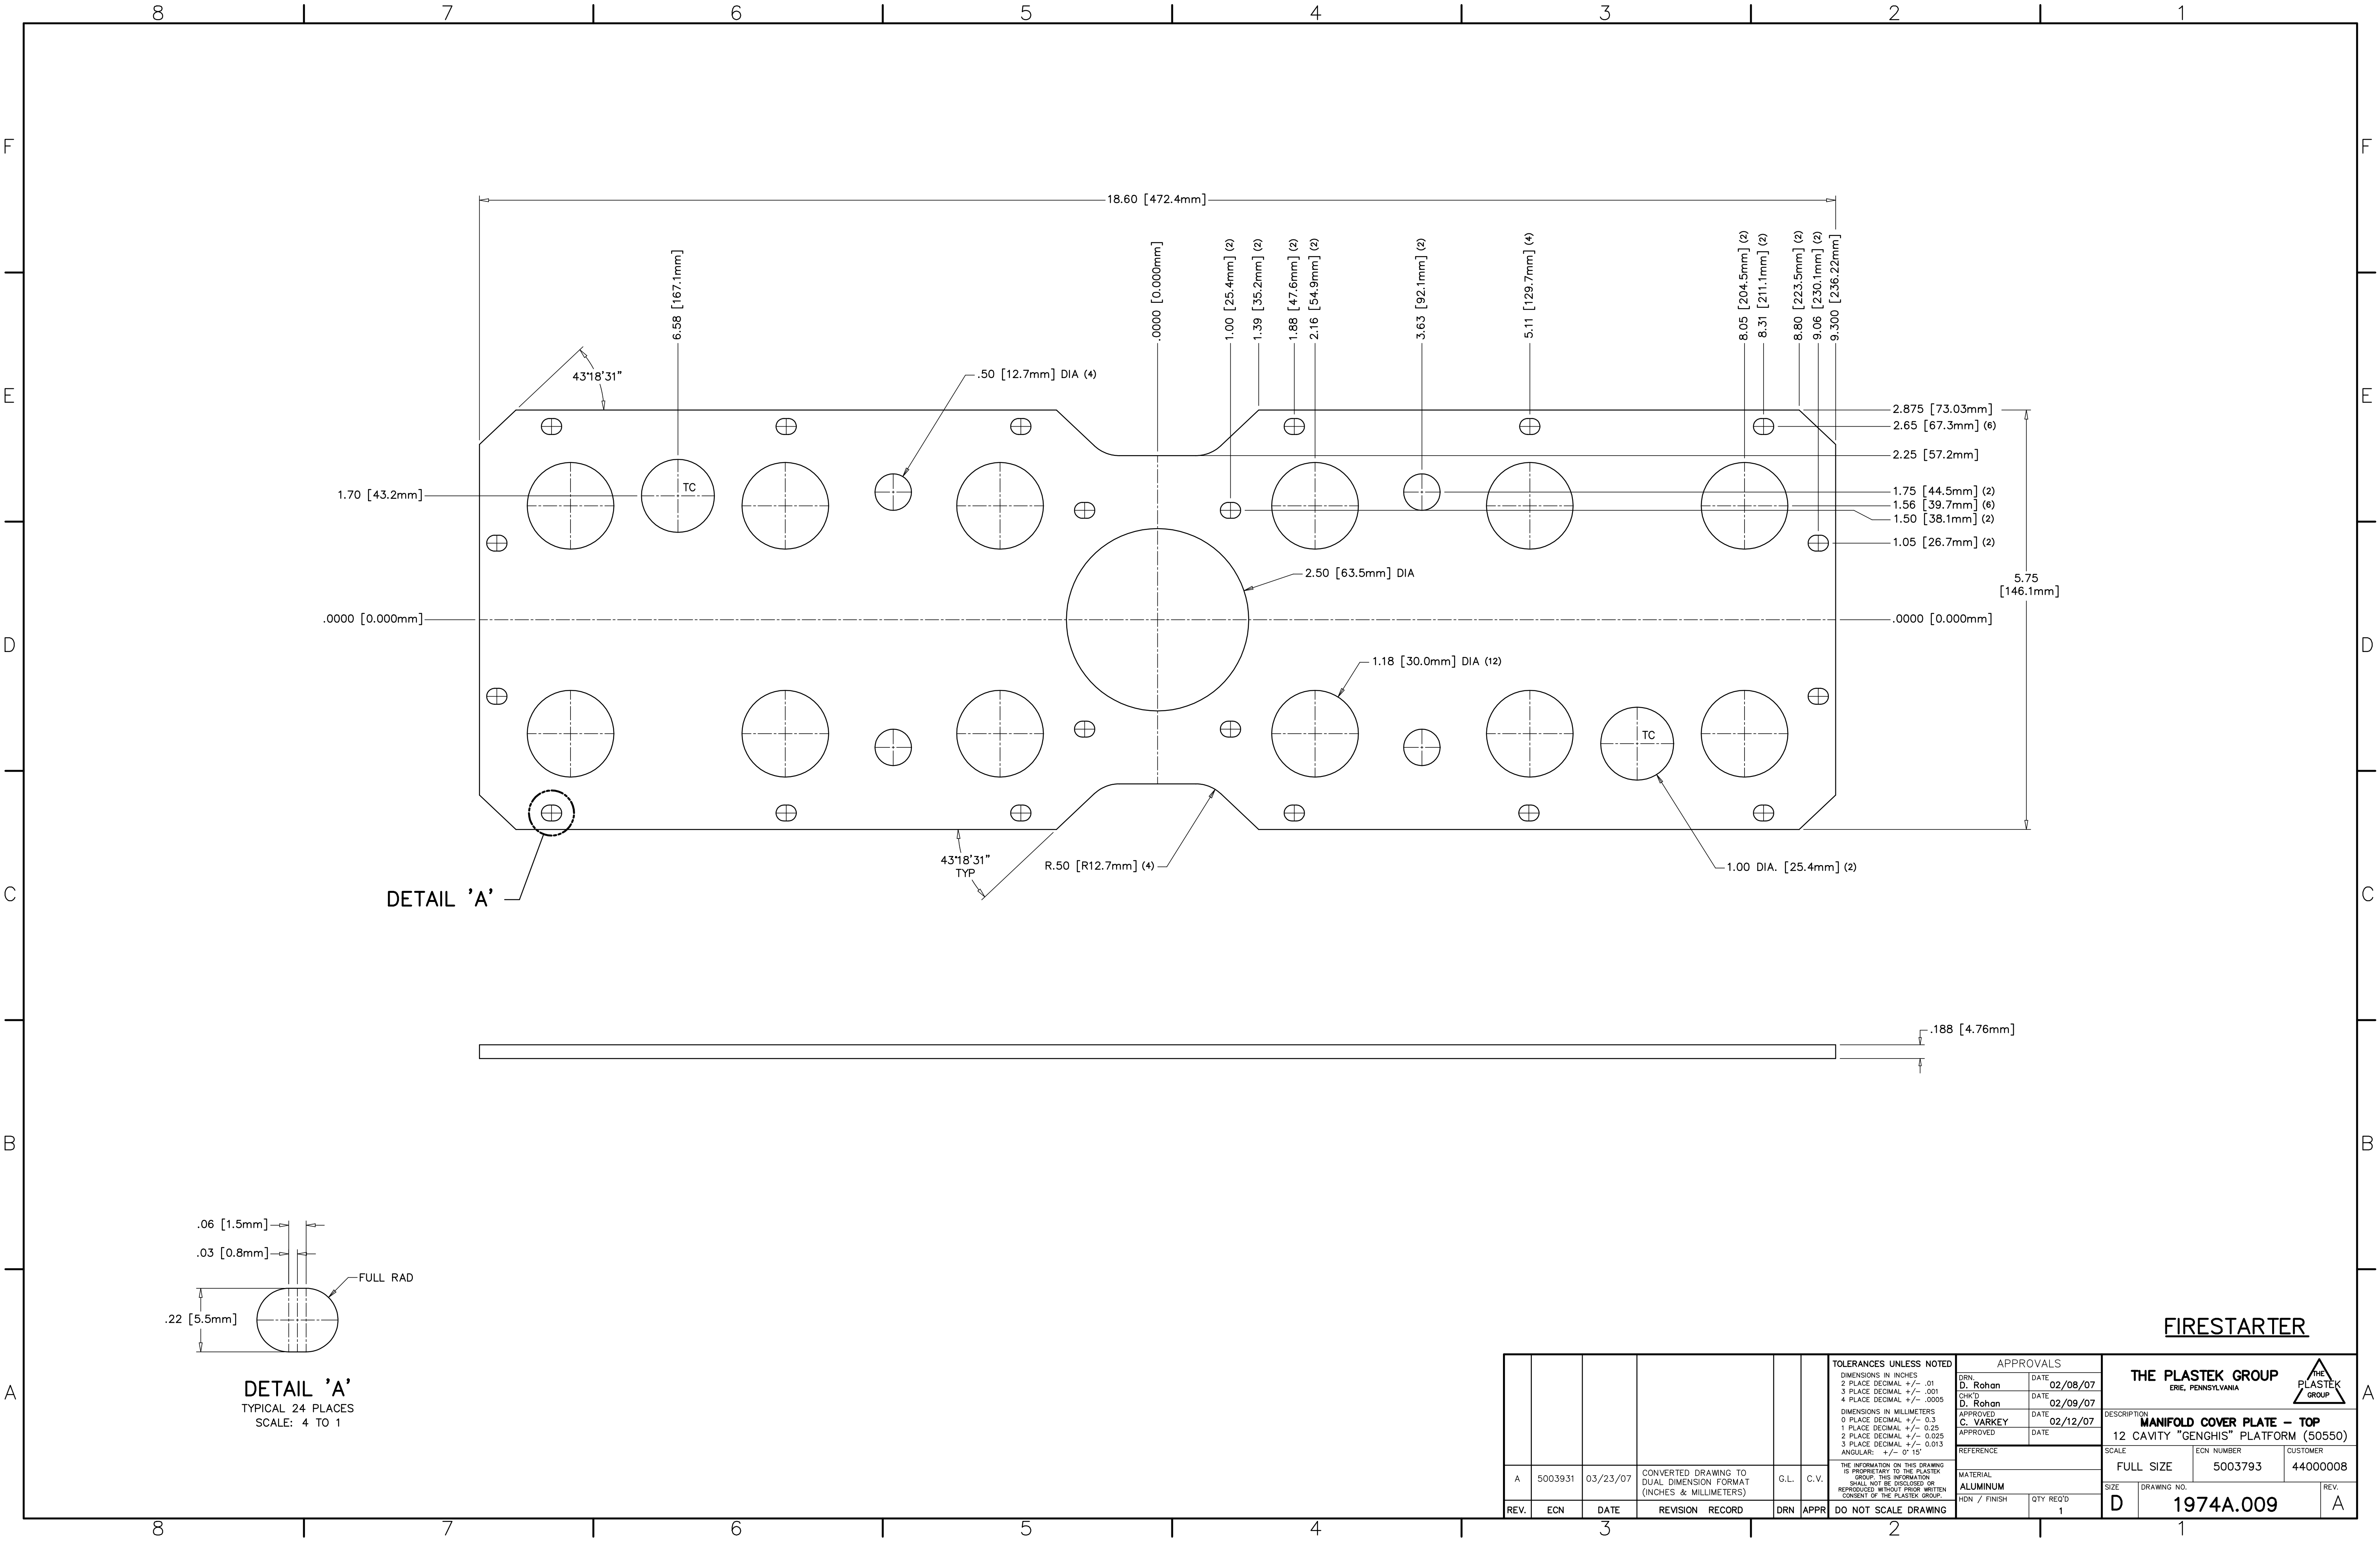 8 7 6 5 4 3 2 1
F F
E E
D D
C C
B B
A A
18.60 [472.4mm]
6.58 [167.1mm]
.0000 [0.000mm]
1.00 [25.4mm] (2)
1.39 [35.2mm] (2)
1.88 [47.6mm] (2)
2.16 [54.9mm] (2)
3.63 [92.1mm] (2)
5.11 [129.7mm] (4)
8.05 [204.5mm] (2)
8.31 [211.1mm] (2)
8.80 [223.5mm] (2)
9.06 [230.1mm] (2)
9.300 [236.22mm]
43°18'31"
.50 [12.7mm] DIA (4)
2.875 [73.03mm]
2.65 [67.3mm] (6)
2.25 [57.2mm]
1.70 [43.2mm]
TC
1.75 [44.5mm] (2)
1.56 [39.7mm] (6)
1.50 [38.1mm] (2)
1.05 [26.7mm] (2)
2.50 [63.5mm] DIA
5.75
[146.1mm]
.0000 [0.000mm]
.0000 [0.000mm]
1.18 [30.0mm] DIA (12)
TC
43°18'31"
TYP
R.50 [R12.7mm] (4)
1.00 DIA. [25.4mm] (2)
DETAIL 'A'
.188 [4.76mm]
.06 [1.5mm]
.03 [0.8mm]
FULL RAD
.22 [5.5mm]
DETAIL 'A'
TYPICAL 24 PLACES
SCALE: 4 TO 1
FIRESTARTER
A 5003931 03/23/07 CONVERTED DRAWING TO
DUAL DIMENSION FORMAT
(INCHES & MILLIMETERS)
G.L. C.V.
REV. ECN DATE REVISION RECORD DRN APPR
TOLERANCES UNLESS NOTED
DIMENSIONS IN INCHES
2 PLACE DECIMAL +/- .01
3 PLACE DECIMAL +/- .001
4 PLACE DECIMAL +/- .0005
DIMENSIONS IN MILLIMETERS
0 PLACE DECIMAL +/- 0.3
1 PLACE DECIMAL +/- 0.25
2 PLACE DECIMAL +/- 0.025
3 PLACE DECIMAL +/- 0.013
ANGULAR: +/- 0° 15'
THE INFORMATION ON THIS DRAWING
IS PROPRIETARY TO THE PLASTEK
GROUP. THIS INFORMATION
SHALL NOT BE DISCLOSED OR
REPRODUCED WITHOUT PRIOR WRITTEN
CONSENT OF THE PLASTEK GROUP.
DO NOT SCALE DRAWING
APPROVALS
DRN. D. Rohan DATE 02/08/07
CHK'D D. Rohan DATE 02/09/07
APPROVED C. VARKEY DATE 02/12/07
APPROVED DATE
REFERENCE
MATERIAL
ALUMINUM
HDN / FINISH QTY REQ'D
1
THE PLASTEK GROUP
ERIE, PENNSYLVANIA
THE
PLASTEK
GROUP
DESCRIPTION
MANIFOLD COVER PLATE - TOP
12 CAVITY "GENGHIS" PLATFORM (50550)
SCALE ECN NUMBER CUSTOMER
FULL SIZE 5003793 44000008
SIZE DRAWING NO. REV.
D 1974A.009 A
8 7 6 5 4 3 2 1